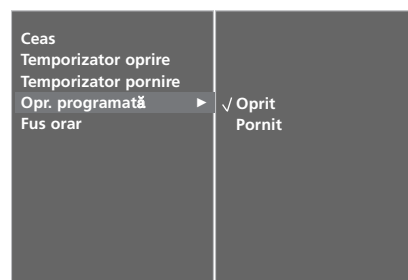 Ceas
Temporizator oprire
Temporizator pornire
Opr. programată ►
Fus orar
√ Oprit
Pornit